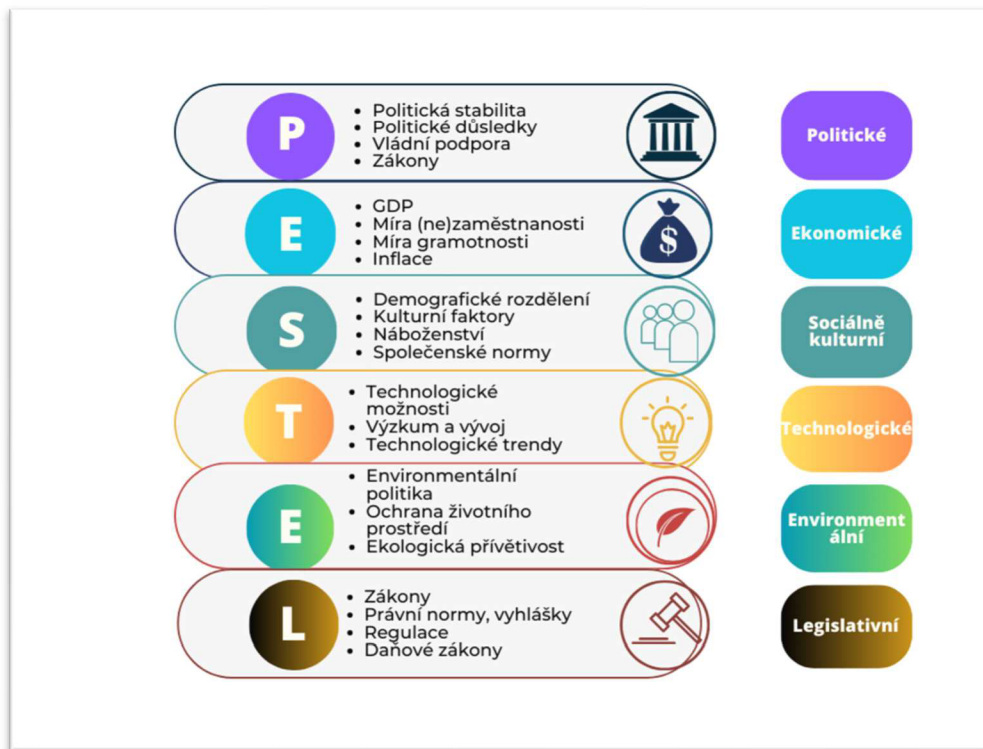 P
• Politická stabilita
• Politické důsledky
• Vládní podpora
• Zákony
Politické
E
• GDP
• Míra (ne)zaměstnanosti
• Míra gramotnosti
• Inflace
$
Ekonomické
S
• Demografické rozdělení
• Kulturní faktory
• Náboženství
• Společenské normy
Sociálně
kulturní
T
• Technologické
možnosti
• Výzkum a vývoj
• Technologické trendy
Technologické
E
• Environmentální
politika
• Ochrana životního
prostředí
• Ekologická přívětivost
Environment
ální
L
• Zákony
• Právní normy, vyhlášky
• Regulace
• Daňové zákony
Legislativní